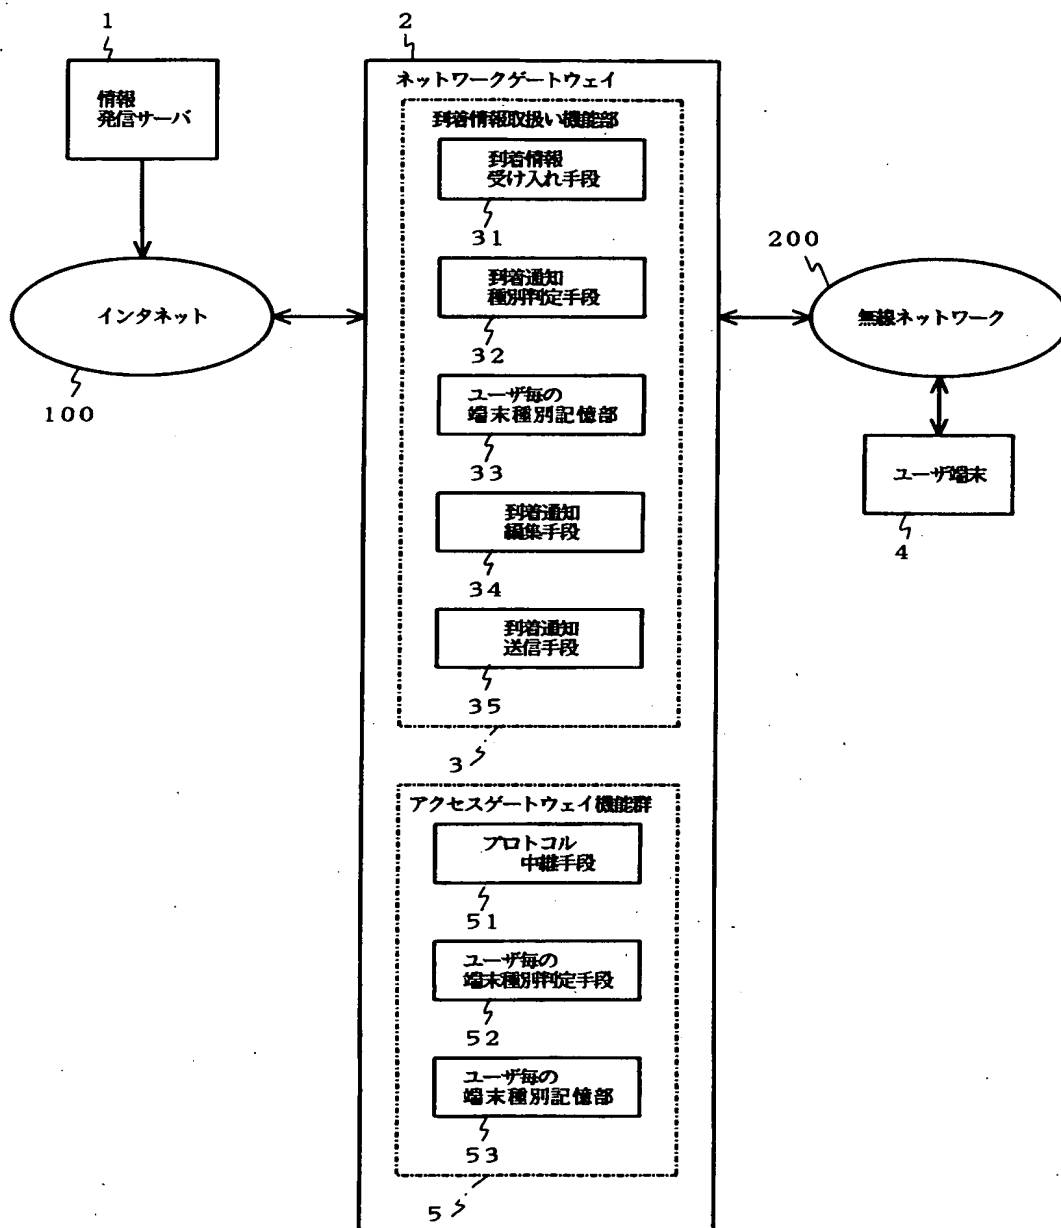 1
情報
発信サーバ
インタネット
100
2
ネットワークゲートウェイ
到着情報取扱い機能部
到着情報
受け入れ手段
31
到着通知
種別判定手段
32
ユーザ毎の
端末種別記憶部
33
到着通知
編集手段
34
到着通知
送信手段
35
3
アクセスゲートウェイ機能群
プロトコル
中継手段
51
ユーザ毎の
端末種別判定手段
52
ユーザ毎の
端末種別記憶部
53
5
200
無線ネットワーク
ユーザ端末
4